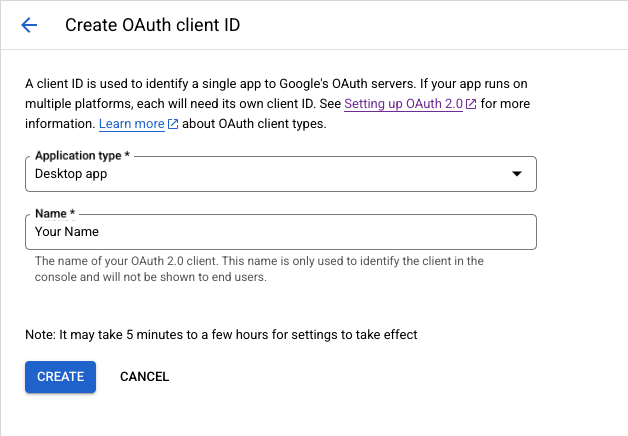 Create OAuth client ID
A client ID is used to identify a single app to Google's OAuth servers. If your app runs on
multiple platforms, each will need its own client ID. See Setting up OAuth 2.0 for more
information. Learn more about OAuth client types.
Application type *
Desktop app
Name *
Your Name
The name of your OAuth 2.0 client. This name is only used to identify the client in the
console and will not be shown to end users.
Note: It may take 5 minutes to a few hours for settings to take effect
CREATE CANCEL